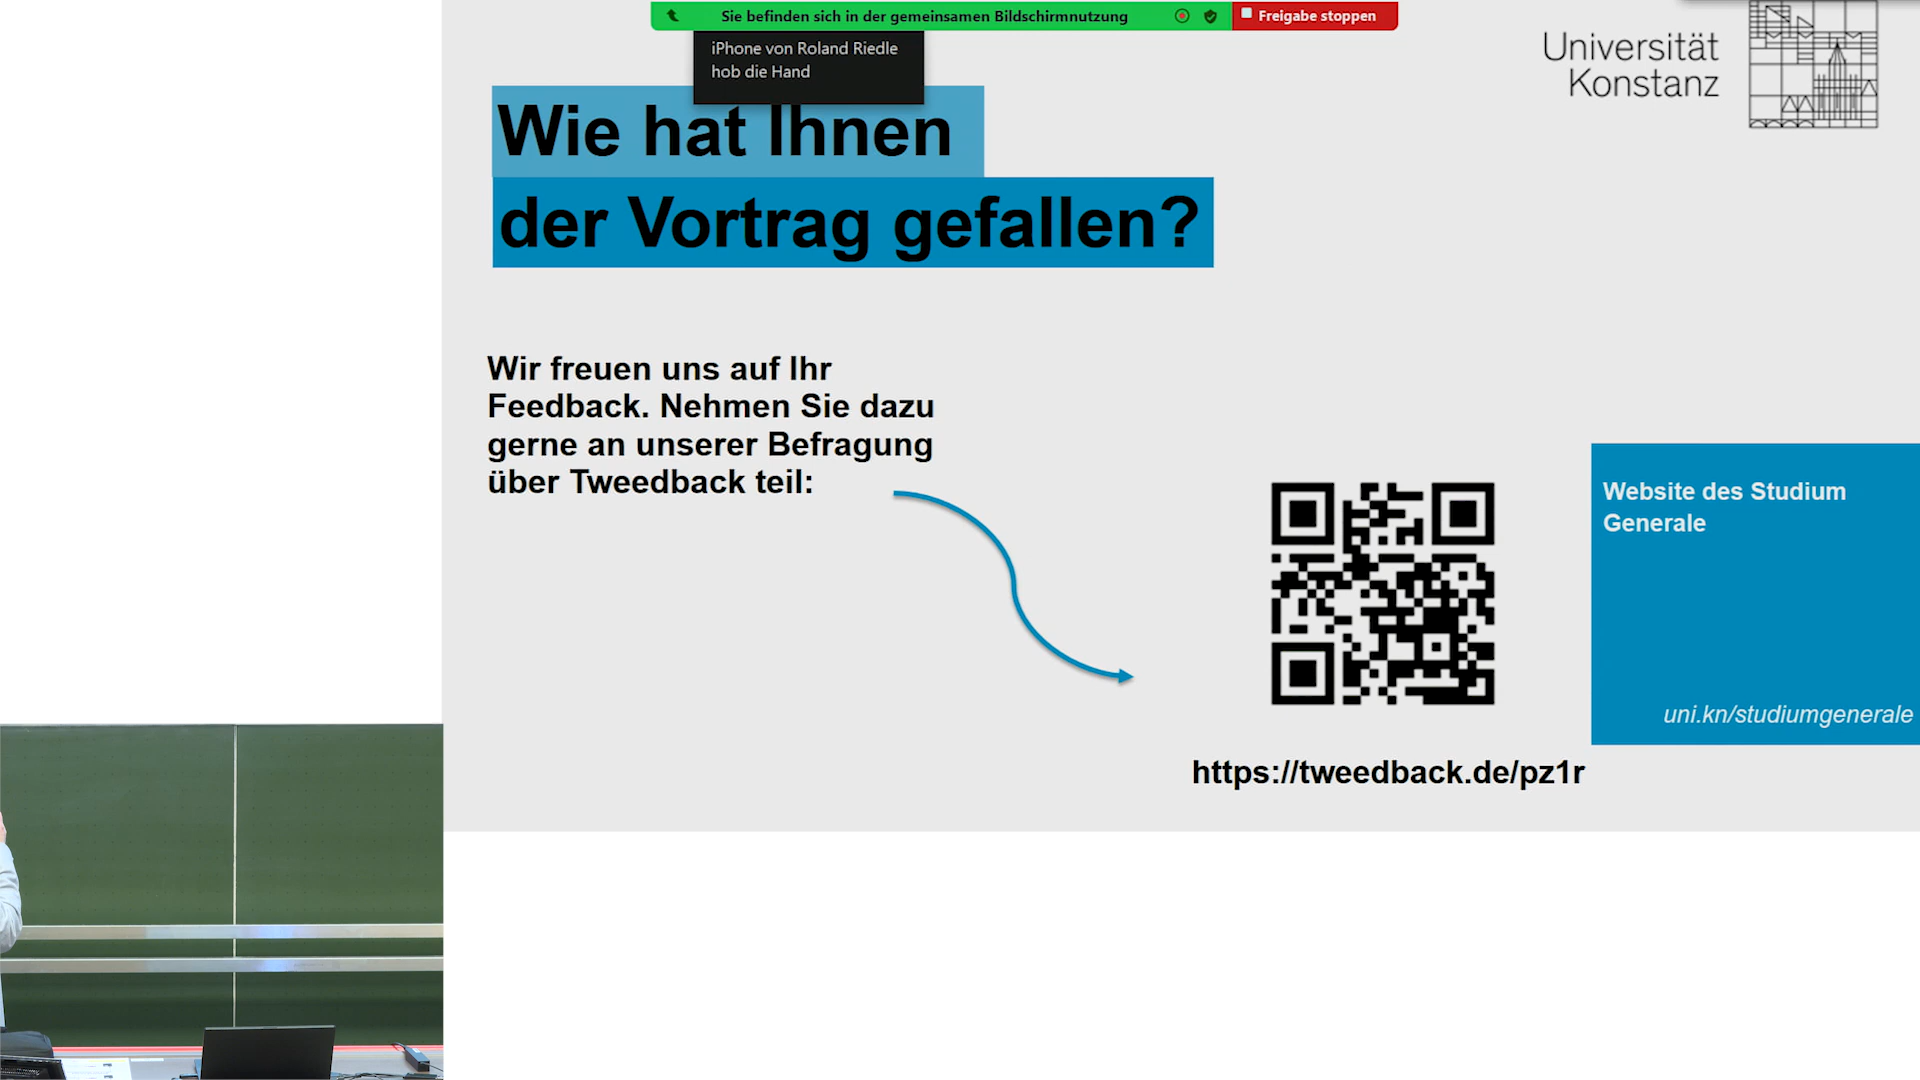 Sie befinden sich in der gemeinsamen Bildschirmnutzung
Freigabe stoppen
iPhone von Roland Riedle
hob die Hand
Universität
Konstanz
Wie hat Ihnen
der Vortrag gefallen?
Wir freuen uns auf Ihr
Feedback. Nehmen Sie dazu
gerne an unserer Befragung
über Tweedback teil:
Website des Studium
Generale
uni.kn/studiumgenerale
https://tweedback.de/pz1r